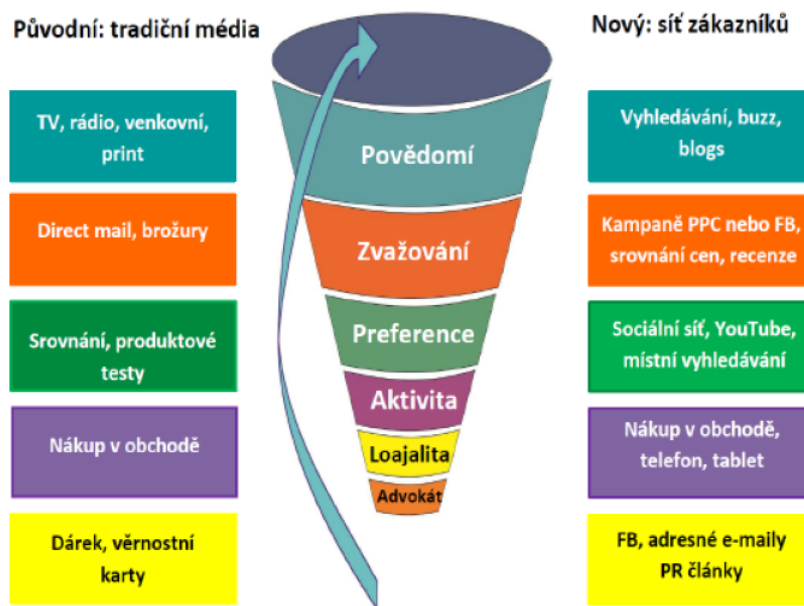 Původní: tradiční média
TV, rádio, venkovní,
print
Direct mail, brožury
Srovnání, produktové
testy
Nákup v obchodě
Dárek, věrnostní
karty
Povědomí
Zvažování
Preference
Aktivita
Loajalita
Advokát
Nový: síť zákazníků
Vyhledávání, buzz,
blogs
Kampaně PPC nebo FB,
srovnání cen, recenze
Sociální síť, YouTube,
místní vyhledávání
Nákup v obchodě,
telefon, tablet
FB, adresné e-maily
PR články